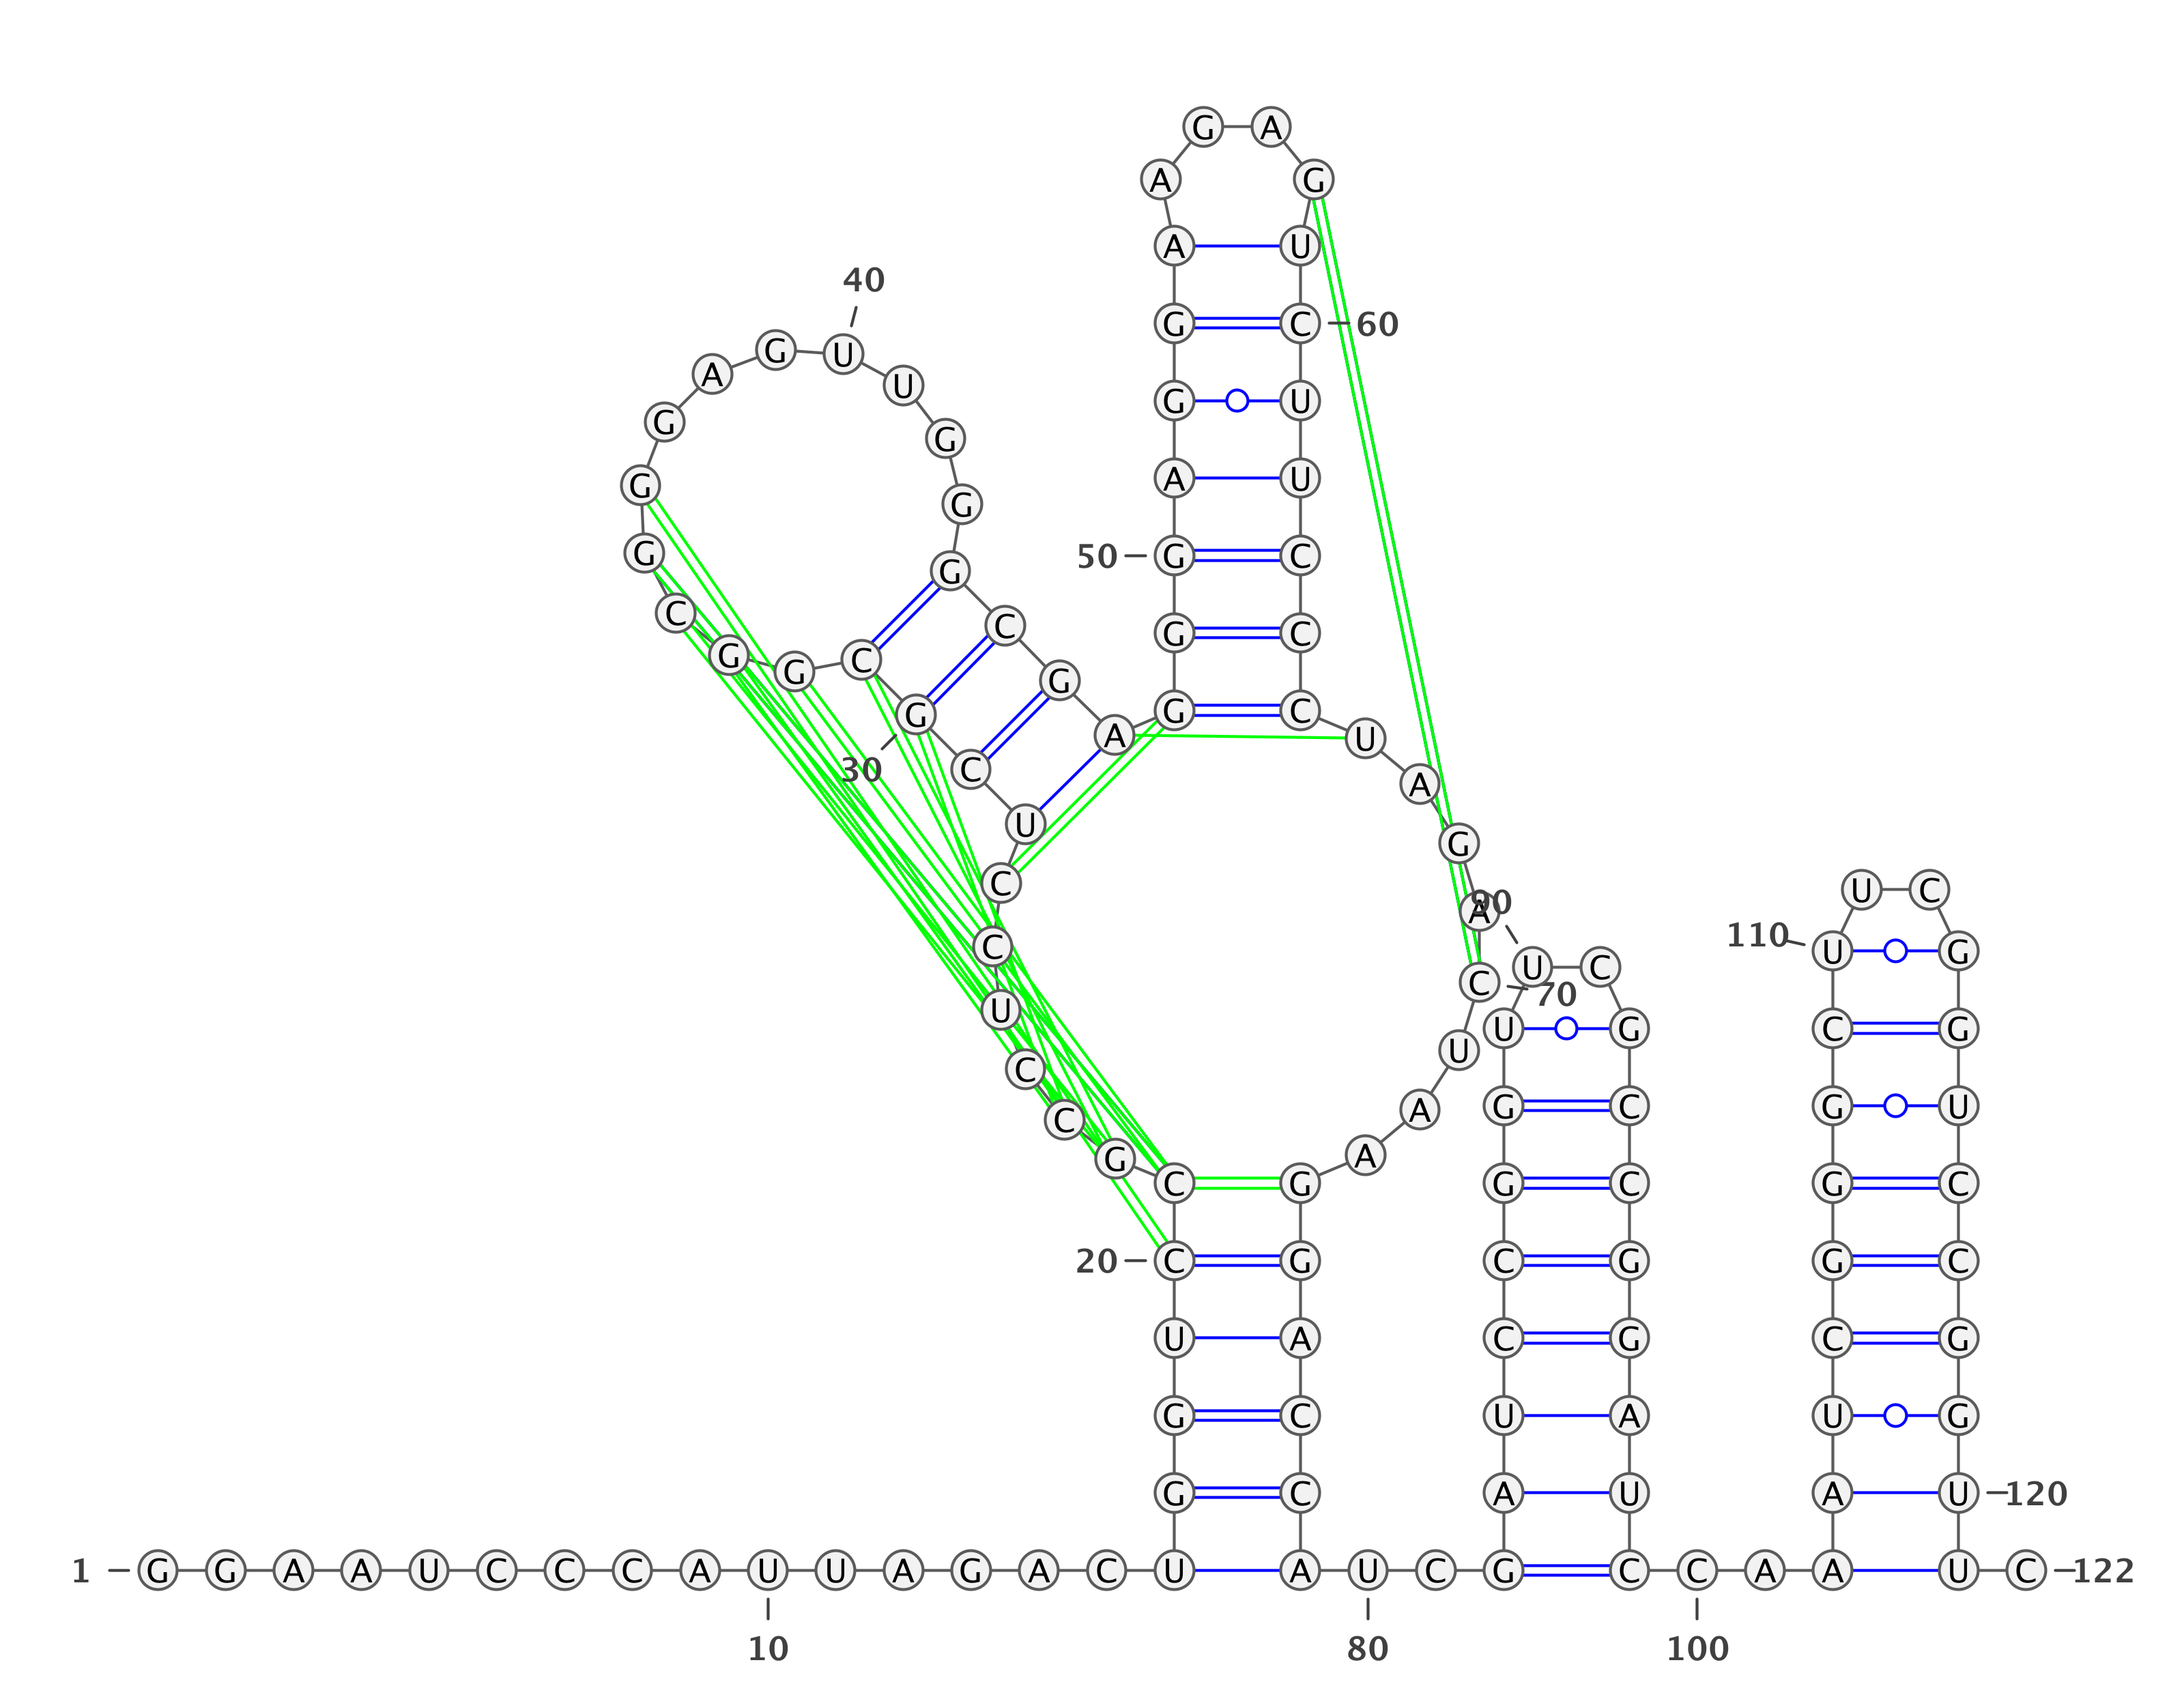 G A
A G
A U
40
G C 60
A G U U
G G U
G G
G A U
G G 50 G C
C C G C
G G C G G C
G A U
30 C A
U G
C U C
90
A
110 U G
C U C
C 70
U U G C G
U
C G C G U
C A
G A
C G G C G C
20 C G C G G C
U A C G C G
G C U A U G
G C A U A U 120
1 G G A A U C C C A U U A G A C U A U C G C C A A U C 122
10 80 100